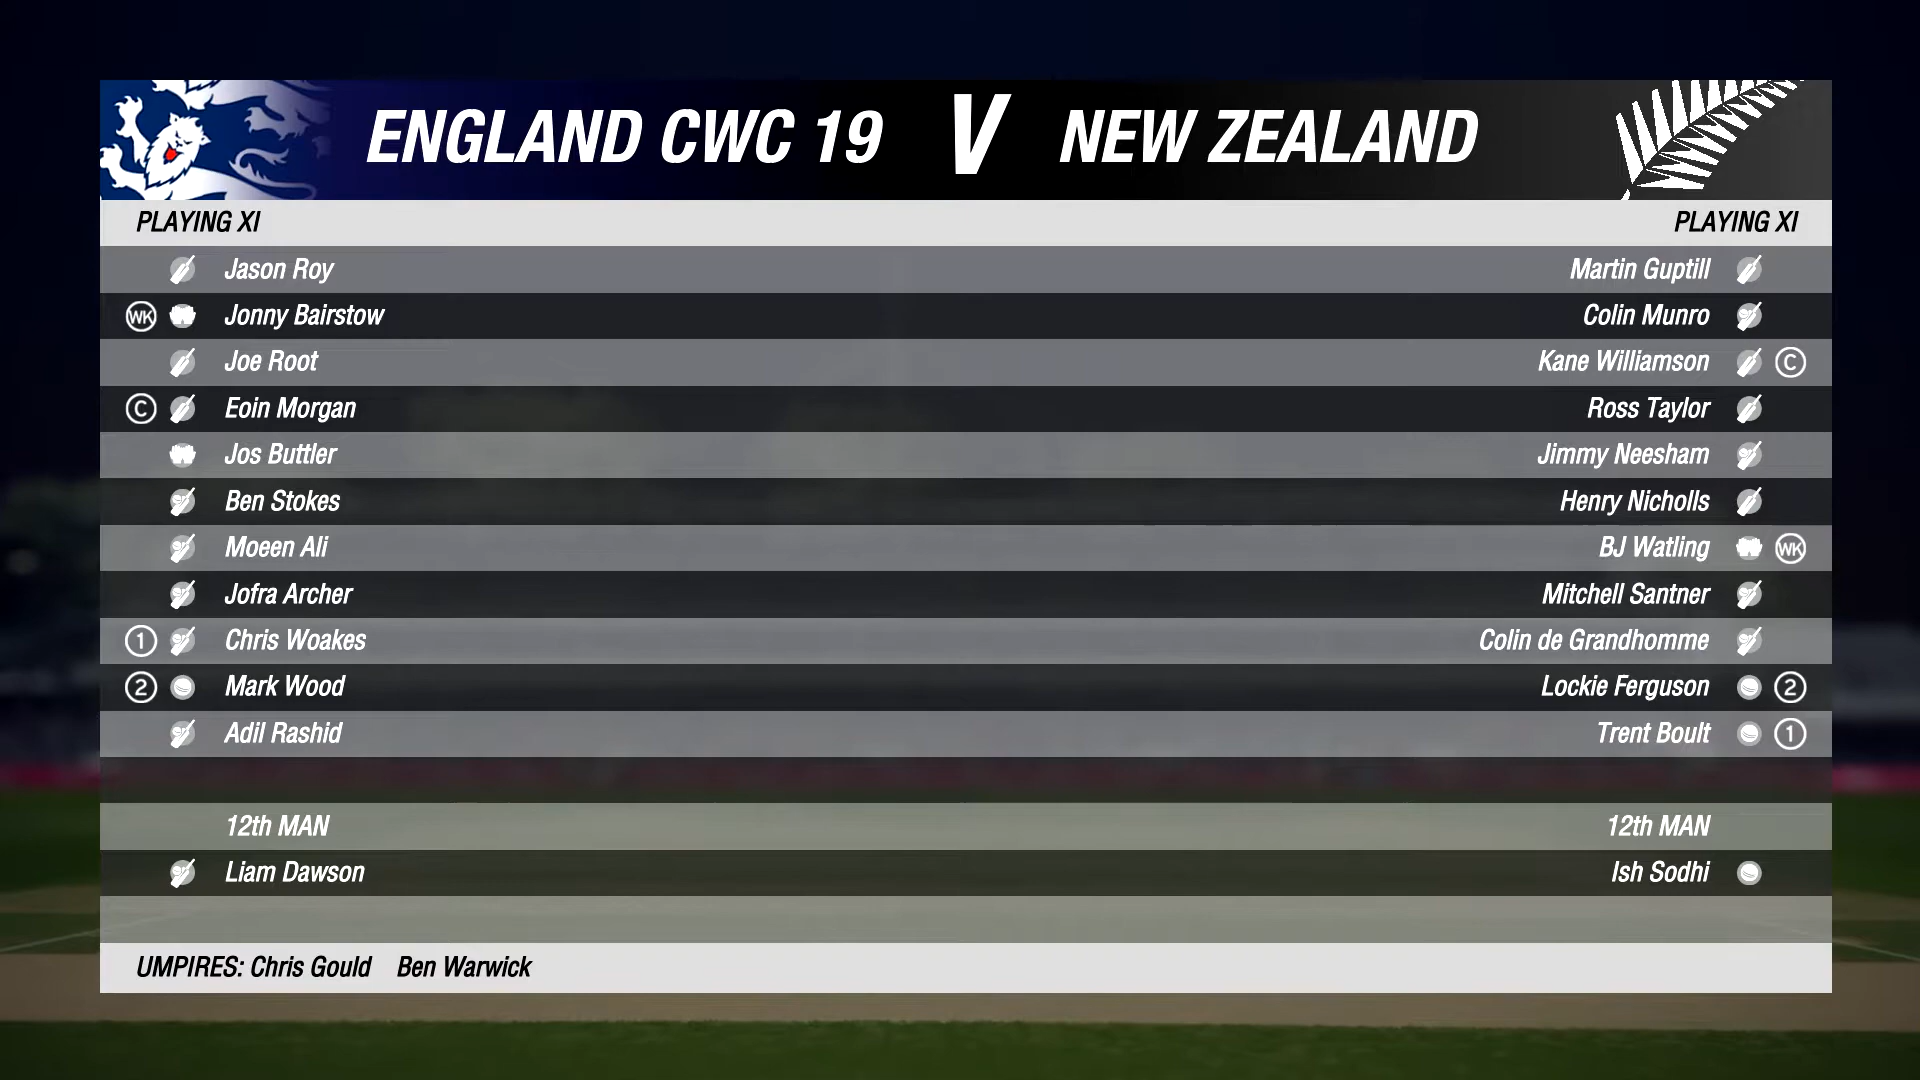 ENGLAND CWC 19 V NEW ZEALAND
PLAYING XI PLAYING XI
Jason Roy Martin Guptill
WK Jonny Bairstow Colin Munro
Joe Root Kane Williamson C
C Eoin Morgan Ross Taylor
Jos Buttler Jimmy Neesham
Ben Stokes Henry Nicholls
Moeen Ali BJ Watling WK
Jofra Archer Mitchell Santner
1 Chris Woakes Colin de Grandhomme
2 Mark Wood Lockie Ferguson 2
Adil Rashid Trent Boult 1
12th MAN 12th MAN
Liam Dawson Ish Sodhi
UMPIRES: Chris Gould Ben Warwick